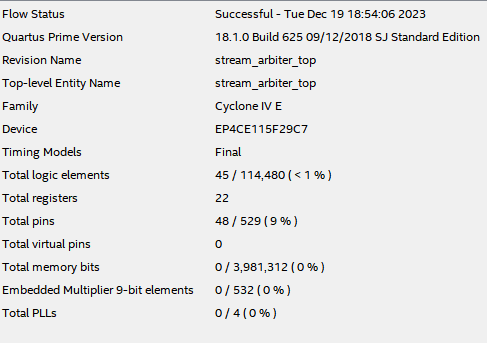 Flow Status Successful - Tue Dec 19 18:54:06 2023
Quartus Prime Version 18.1.0 Build 625 09/12/2018 SJ Standard Edition
Revision Name stream_arbiter_top
Top-level Entity Name stream_arbiter_top
Family Cyclone IV E
Device EP4CE115F29C7
Timing Models Final
Total logic elements 45 / 114,480 ( < 1 % )
Total registers 22
Total pins 48 / 529 ( 9 % )
Total virtual pins 0
Total memory bits 0 / 3,981,312 ( 0 % )
Embedded Multiplier 9-bit elements 0 / 532 ( 0 % )
Total PLLs 0 / 4 ( 0 % )